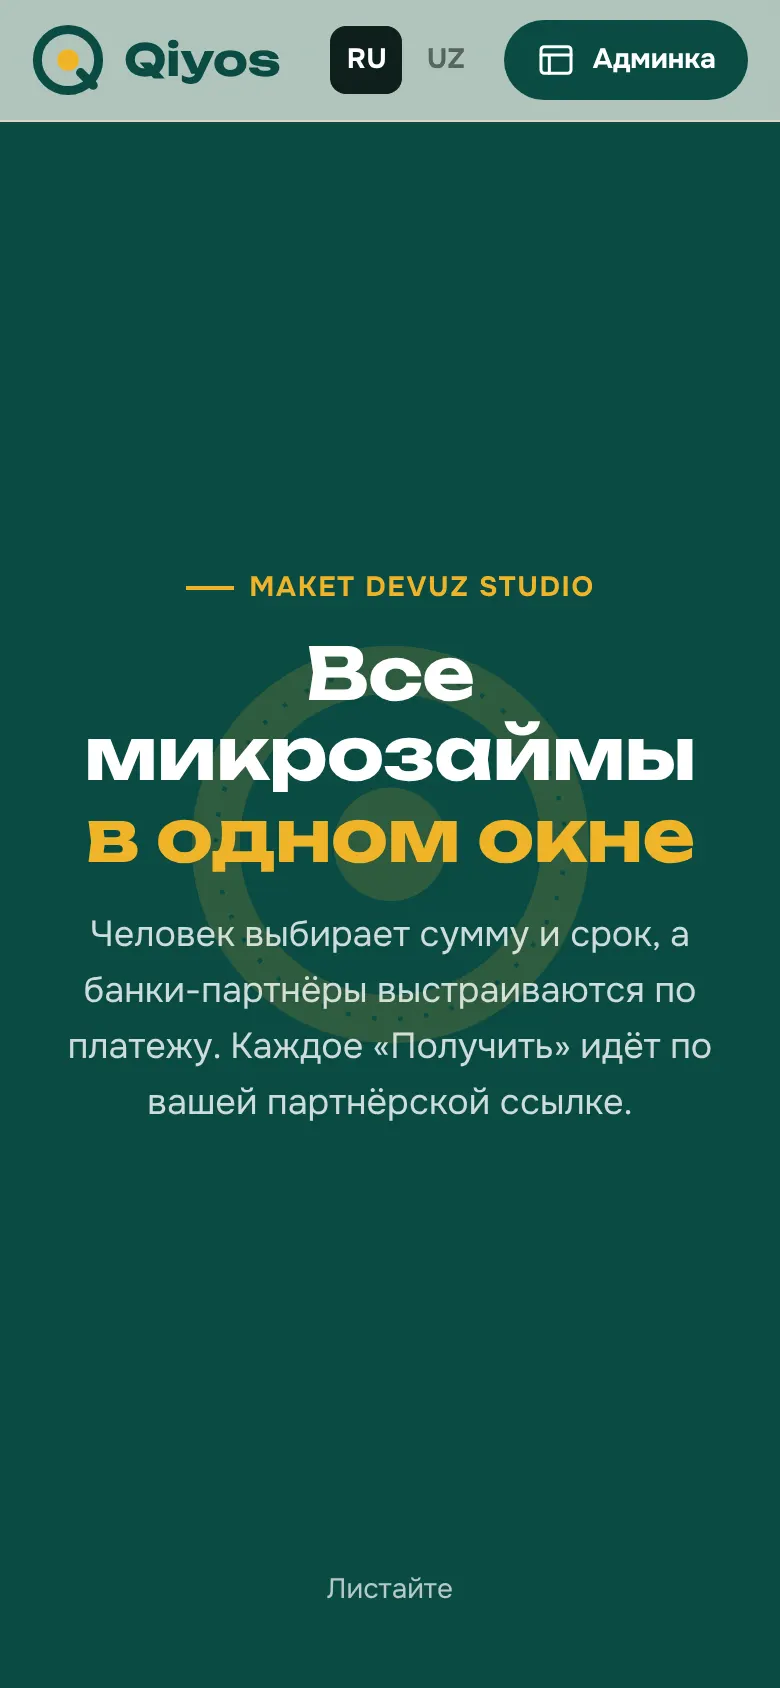 Qiyos
RU
UZ
Админка
MAKET DEVUZ STUDIO
Все
микрозаймы
в одном окне
Человек выбирает сумму и срок, а
банки-партнёры выстраиваются по
платежу. Каждое «Получить» идёт по
вашей партнёрской ссылке.
Листайте